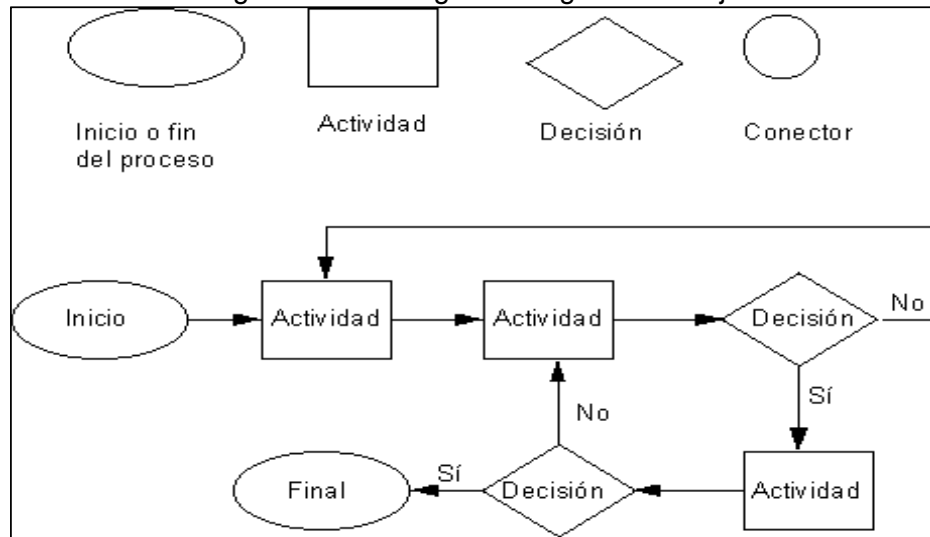 Inicio o fin
del proceso
Actividad
Decisión
Conector
Inicio
Actividad
Actividad
Decisión
No
Sí
No
Final
Sí
Decisión
Actividad